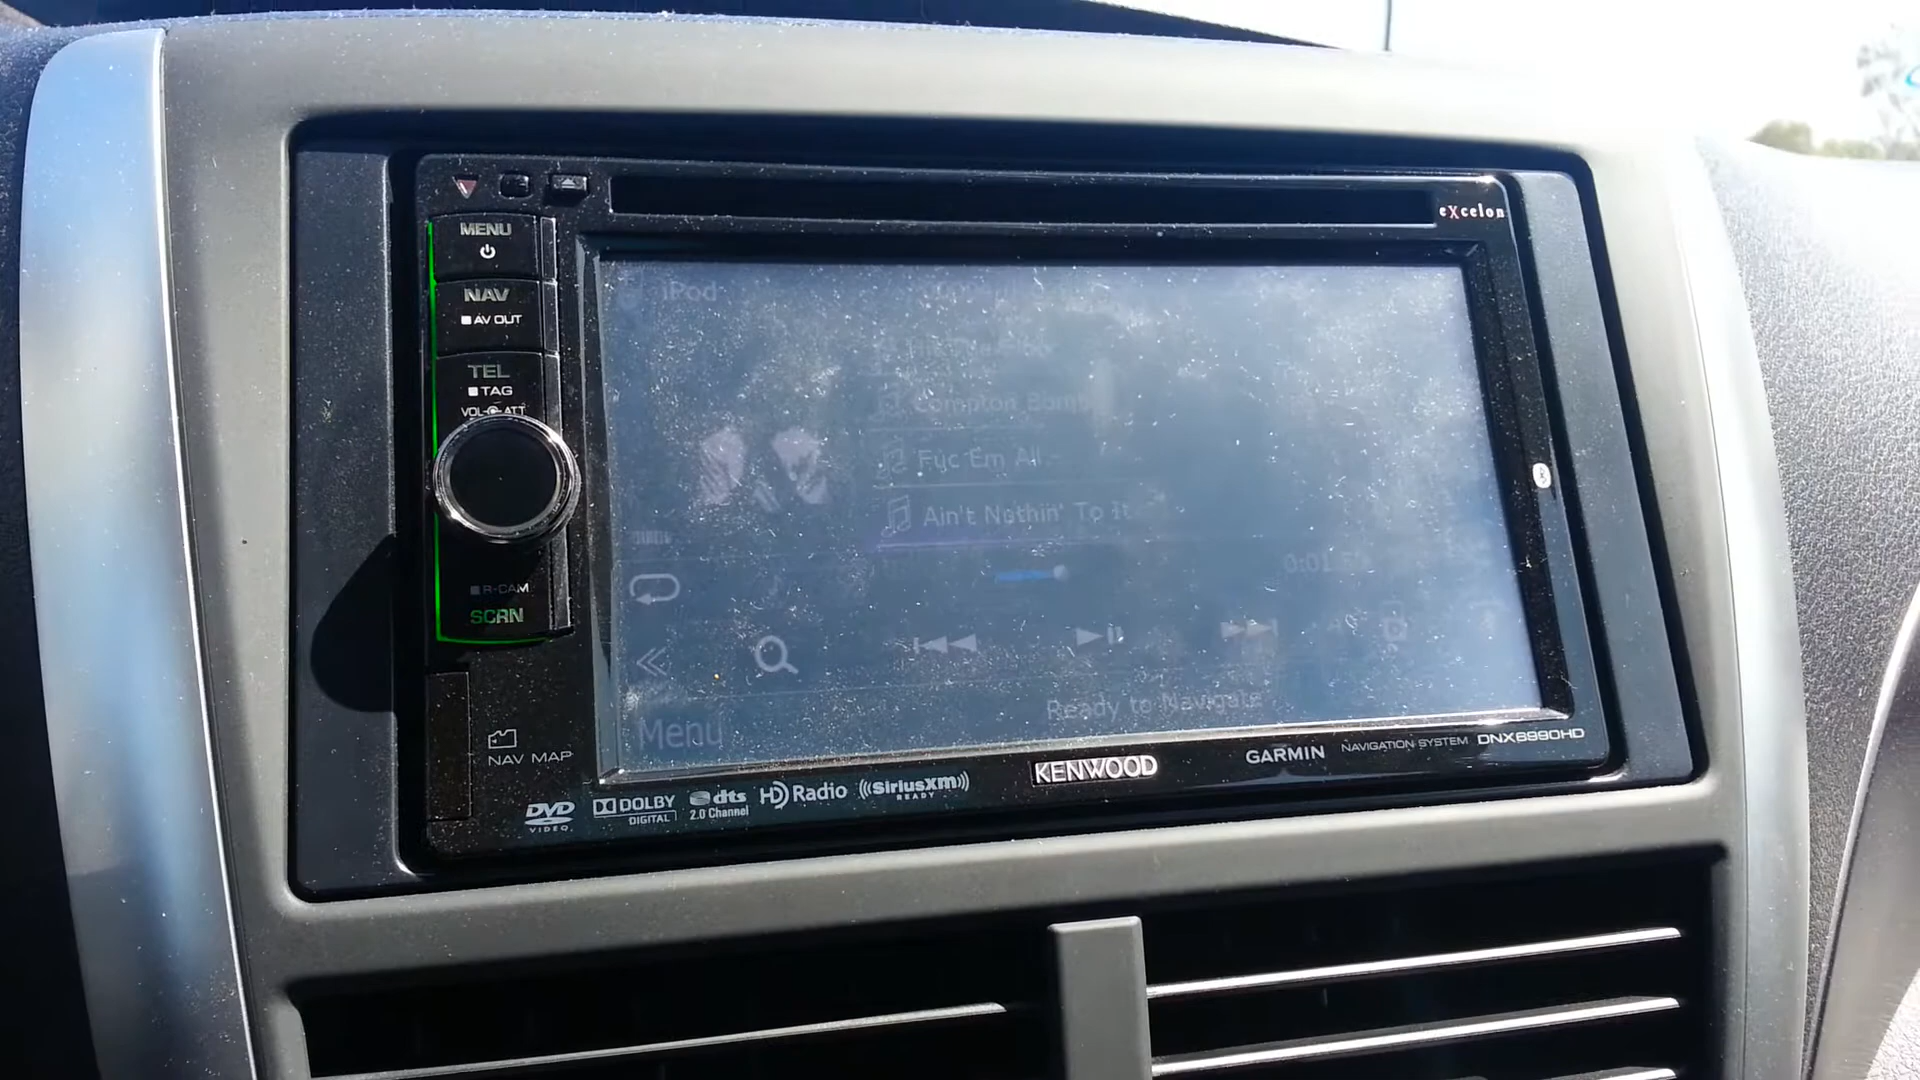 eXcelon
MENU
NAV
AV OUT
TEL
TAG
VOL ATT
R-CAM
SCRN
NAV MAP
iPod
Compton
Fuc Em All
Ain't Nothin' To It
Ready to Navigate
Menu
KENWOOD
GARMIN
NAVIGATION SYSTEM
DNX6990HD
DVD
VIDEO
DOLBY
DIGITAL
dts
2.0 Channel
HD Radio
((SiriusXM))
READY